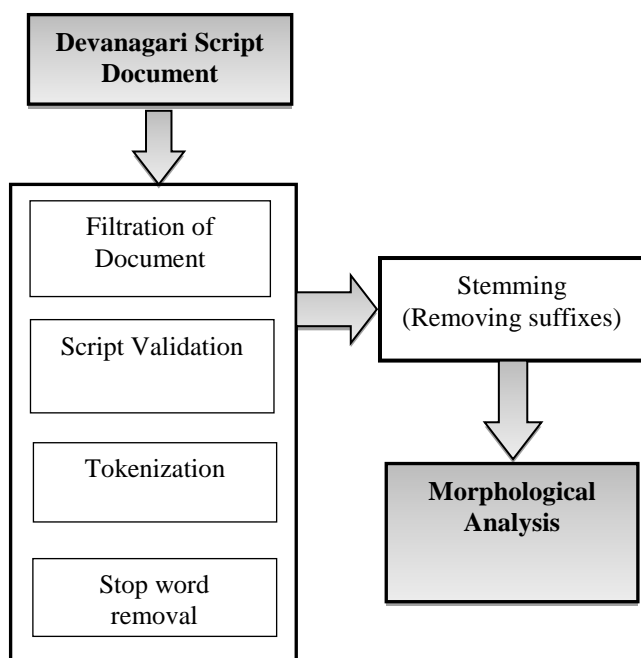 Devanagari Script
Document
Filtration of
Document
Script Validation
Tokenization
Stop word
removal
Stemming
(Removing suffixes)
Morphological
Analysis